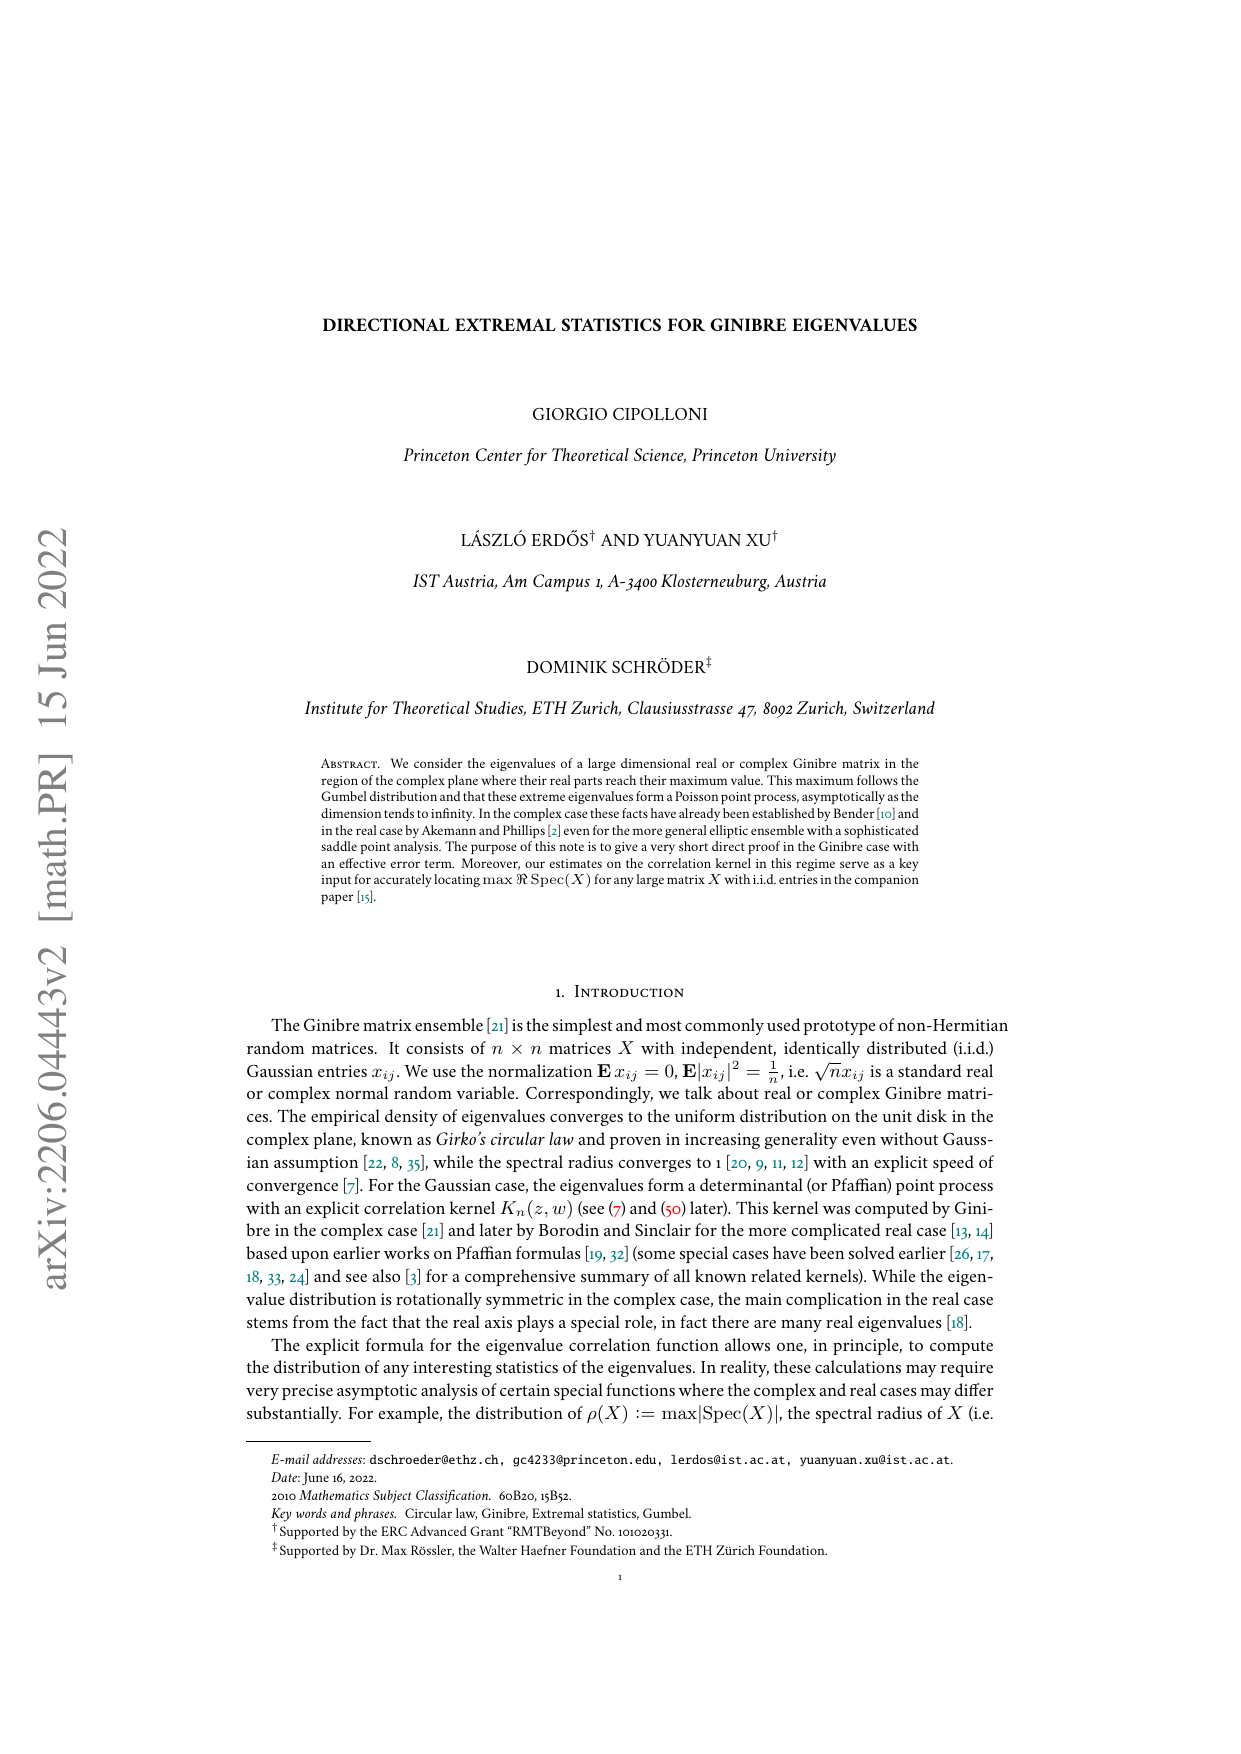 arXiv:2206.04443v2 [math.PR] 15 Jun 2022
DIRECTIONAL EXTREMAL STATISTICS FOR GINIBRE EIGENVALUES
GIORGIO CIPOLLONI
Princeton Center for Theoretical Science, Princeton University
LÁSZLÓ ERDŐS† AND YUANYUAN XU†
IST Austria, Am Campus 1, A-3400 Klosterneuburg, Austria
DOMINIK SCHRÖDER‡
Institute for Theoretical Studies, ETH Zurich, Clausiusstrasse 47, 8092 Zurich, Switzerland
Abstract. We consider the eigenvalues of a large dimensional real or complex Ginibre matrix in the
region of the complex plane where their real parts reach their maximum value. This maximum follows the
Gumbel distribution and that these extreme eigenvalues form a Poisson point process, asymptotically as the
dimension tends to infinity. In the complex case these facts have already been established by Bender [10] and
in the real case by Akemann and Phillips [2] even for the more general elliptic ensemble with a sophisticated
saddle point analysis. The purpose of this note is to give a very short direct proof in the Ginibre case with
an effective error term. Moreover, our estimates on the correlation kernel in this regime serve as a key
input for accurately locating max ℜ Spec(X) for any large matrix X with i.i.d. entries in the companion
paper [15].
1. Introduction
The Ginibre matrix ensemble [21] is the simplest and most commonly used prototype of non-Hermitian
random matrices. It consists of n × n matrices X with independent, identically distributed (i.i.d.)
Gaussian entries x_{ij}. We use the normalization E x_{ij} = 0, E|x_{ij}|² = 1/n, i.e. √n x_{ij} is a standard real
or complex normal random variable. Correspondingly, we talk about real or complex Ginibre matri-
ces. The empirical density of eigenvalues converges to the uniform distribution on the unit disk in the
complex plane, known as Girko's circular law and proven in increasing generality even without Gauss-
ian assumption [22, 8, 35], while the spectral radius converges to 1 [20, 9, 11, 12] with an explicit speed of
convergence [7]. For the Gaussian case, the eigenvalues form a determinantal (or Pfaffian) point process
with an explicit correlation kernel K_n(z, w) (see (7) and (50) later). This kernel was computed by Gini-
bre in the complex case [21] and later by Borodin and Sinclair for the more complicated real case [13, 14]
based upon earlier works on Pfaffian formulas [19, 32] (some special cases have been solved earlier [26, 17,
18, 33, 24] and see also [3] for a comprehensive summary of all known related kernels). While the eigen-
value distribution is rotationally symmetric in the complex case, the main complication in the real case
stems from the fact that the real axis plays a special role, in fact there are many real eigenvalues [18].
The explicit formula for the eigenvalue correlation function allows one, in principle, to compute
the distribution of any interesting statistics of the eigenvalues. In reality, these calculations may require
very precise asymptotic analysis of certain special functions where the complex and real cases may differ
substantially. For example, the distribution of ρ(X) := max|Spec(X)|, the spectral radius of X (i.e.
E-mail addresses: dschroeder@ethz.ch, gc4233@princeton.edu, lerdos@ist.ac.at, yuanyuan.xu@ist.ac.at.
Date: June 16, 2022.
2010 Mathematics Subject Classification. 60B20, 15B52.
Key words and phrases. Circular law, Ginibre, Extremal statistics, Gumbel.
†Supported by the ERC Advanced Grant “RMTBeyond” No. 101020331.
‡Supported by Dr. Max Rössler, the Walter Haefner Foundation and the ETH Zürich Foundation.
1